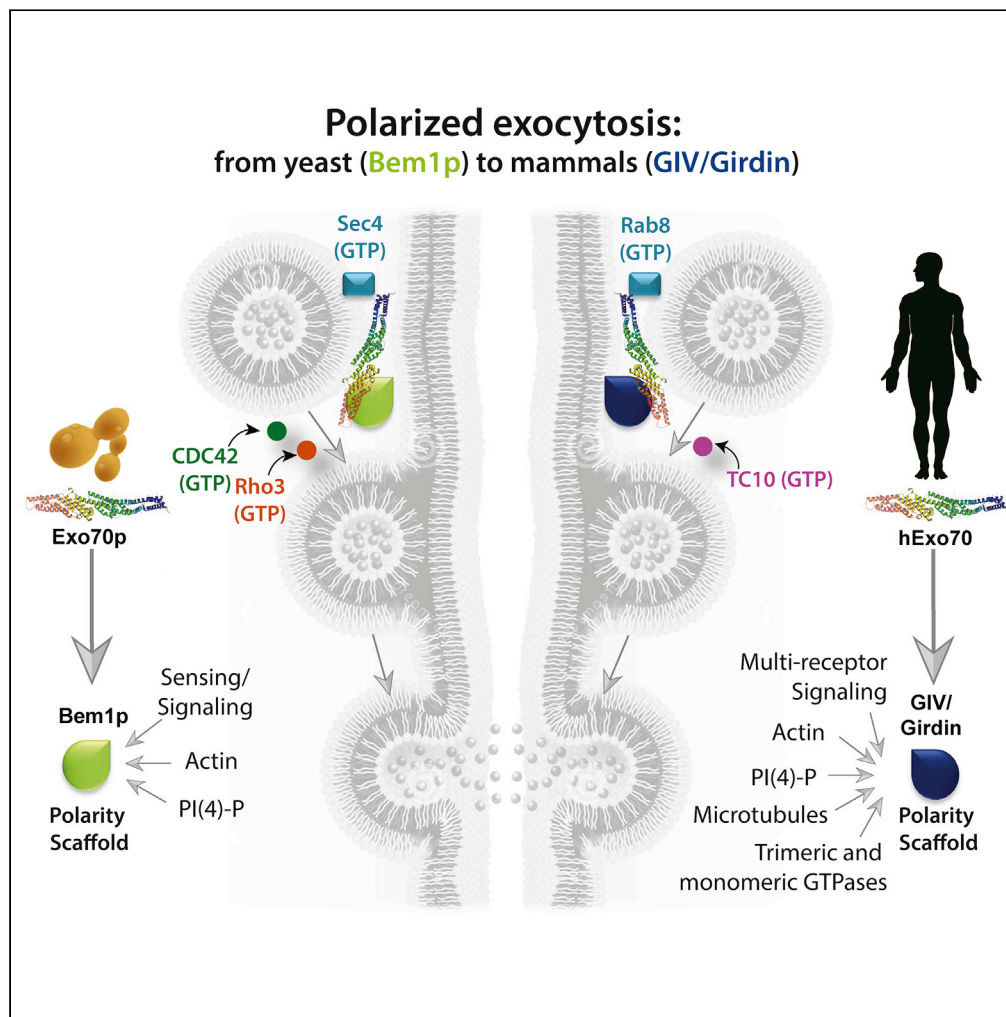 Polarized exocytosis:
from yeast (Bem1p) to mammals (GIV/Girdin)
Sec4
(GTP)
Rab8
(GTP)
CDC42
(GTP)
Rho3
(GTP)
TC10 (GTP)
Exo70p
hExo70
Sensing/
Signaling
Bem1p
Actin
PI(4)-P
Polarity
Scaffold
Multi-receptor
Signaling
GIV/
Girdin
Actin
PI(4)-P
Microtubules
Polarity
Scaffold
Trimeric and
monomeric GTPases